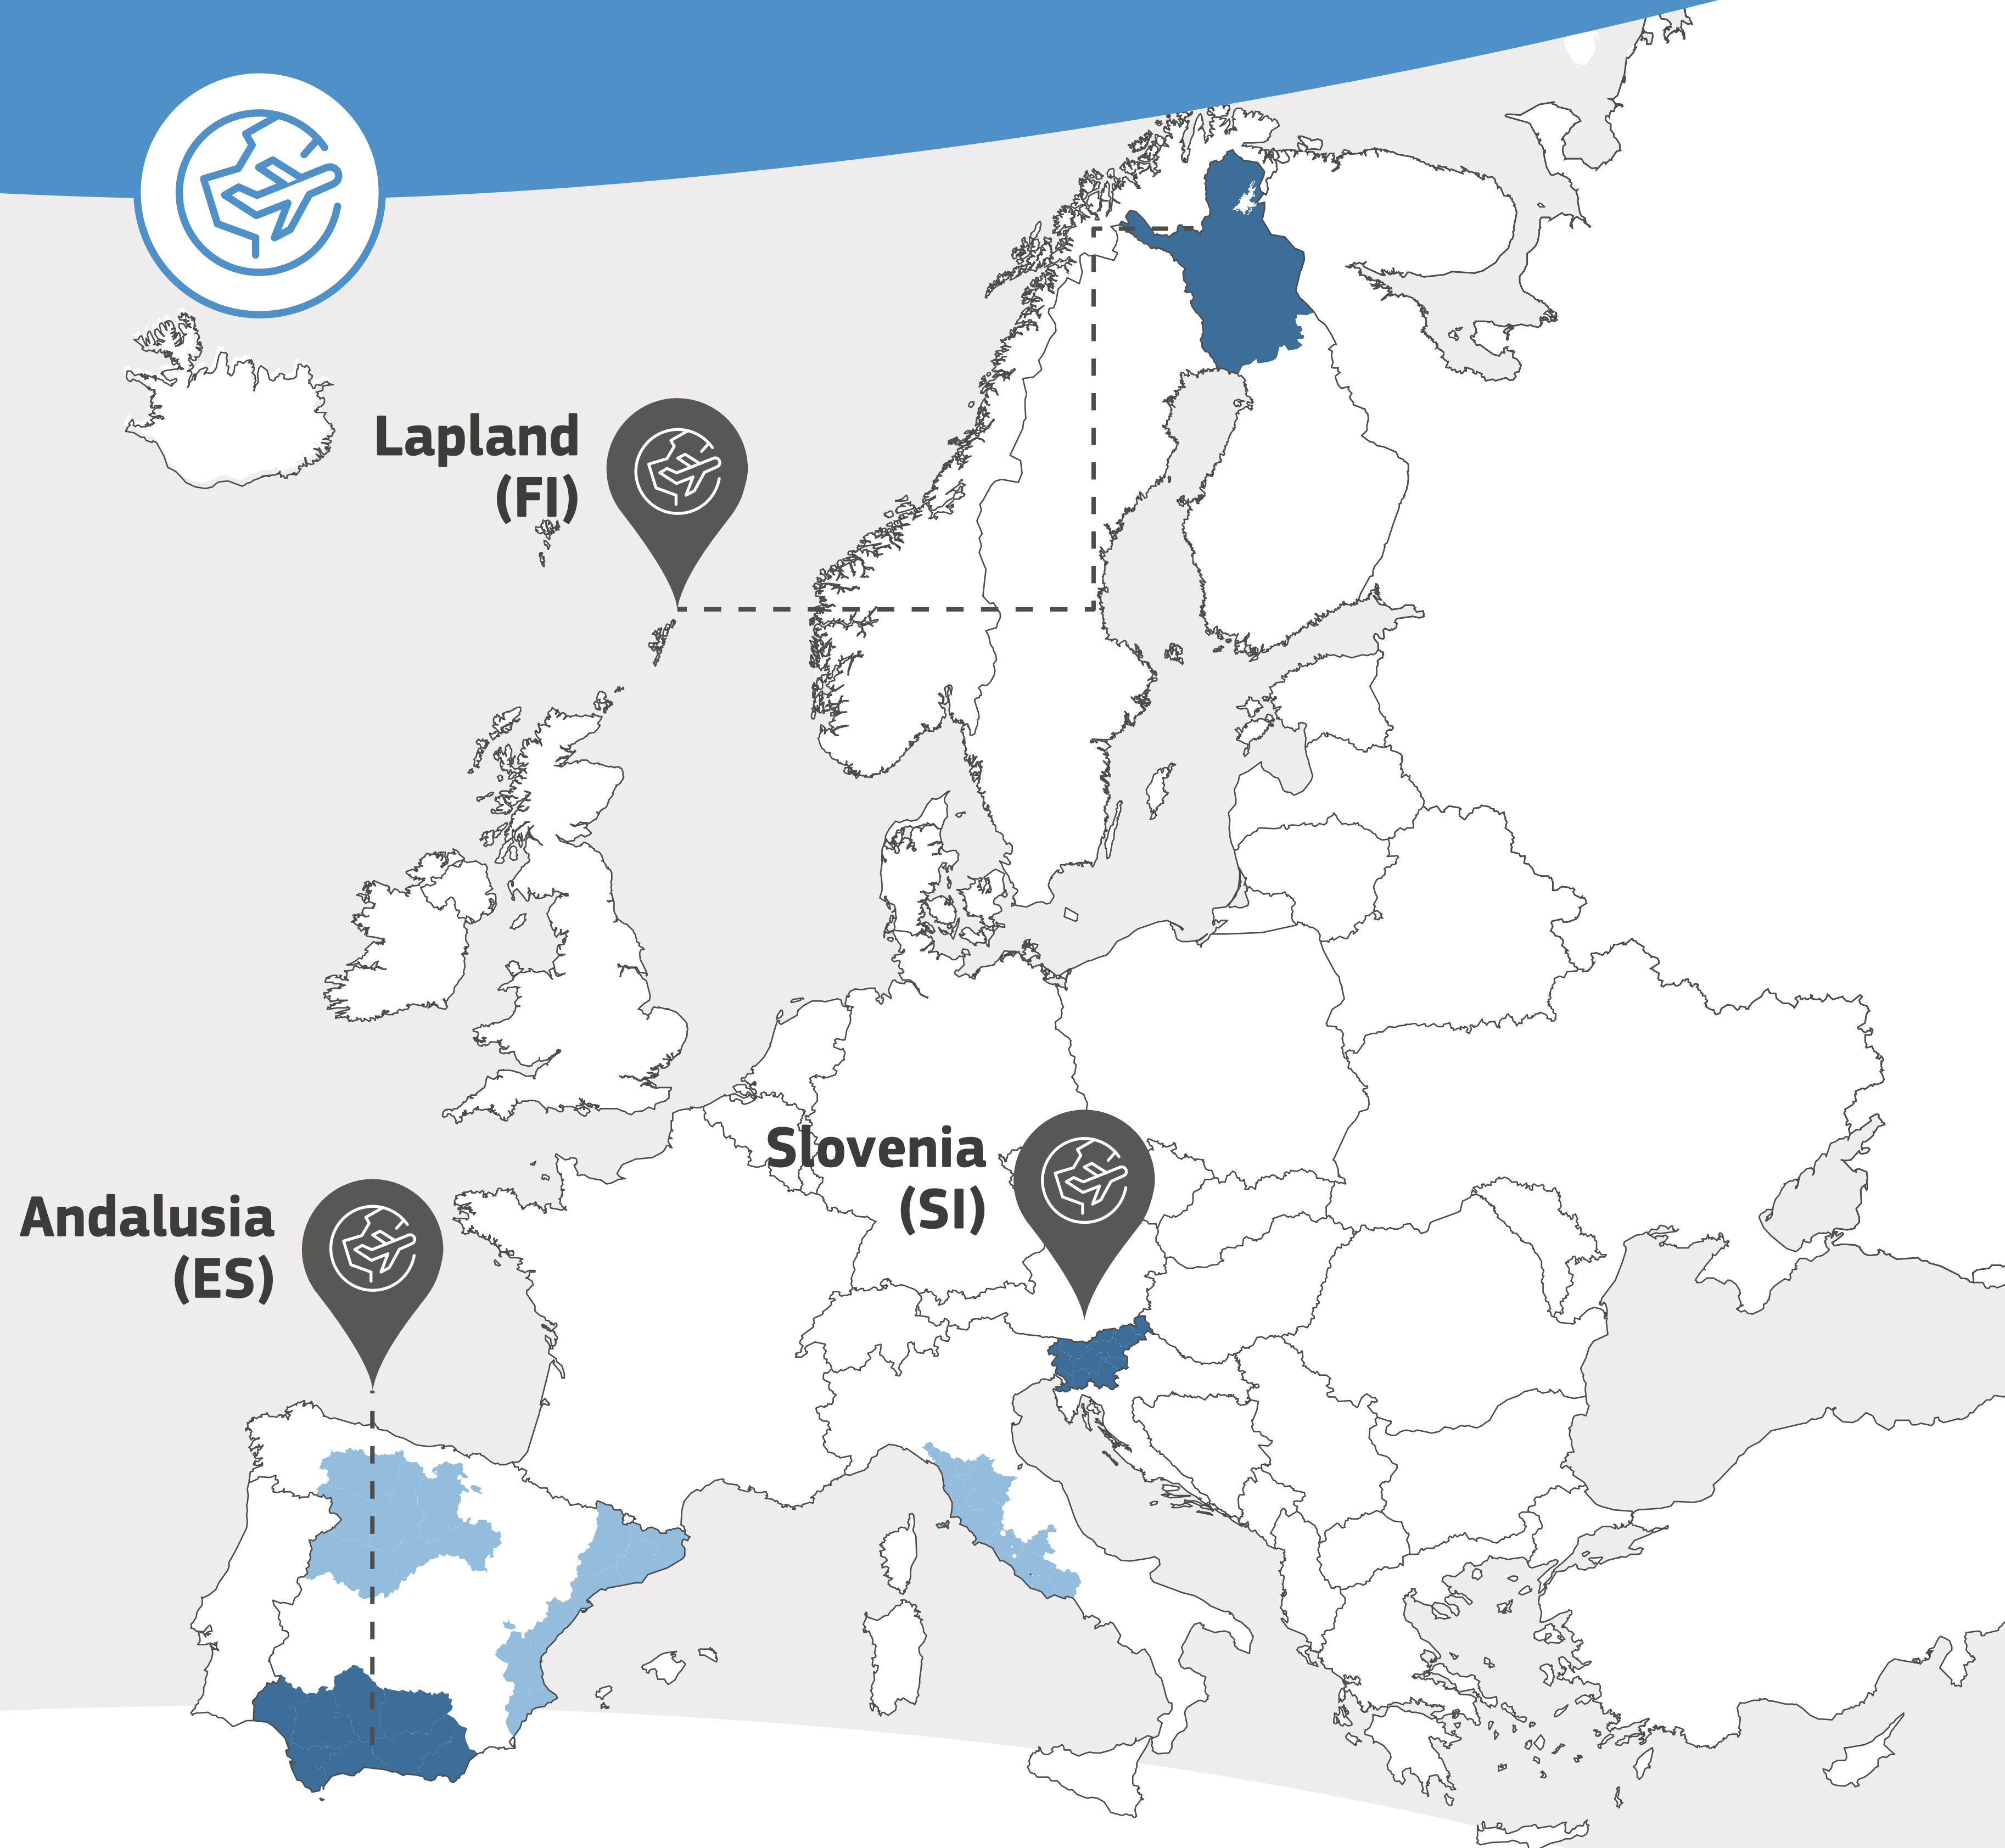 Lapland
(FI)
Slovenia
(SI)
Andalusia
(ES)